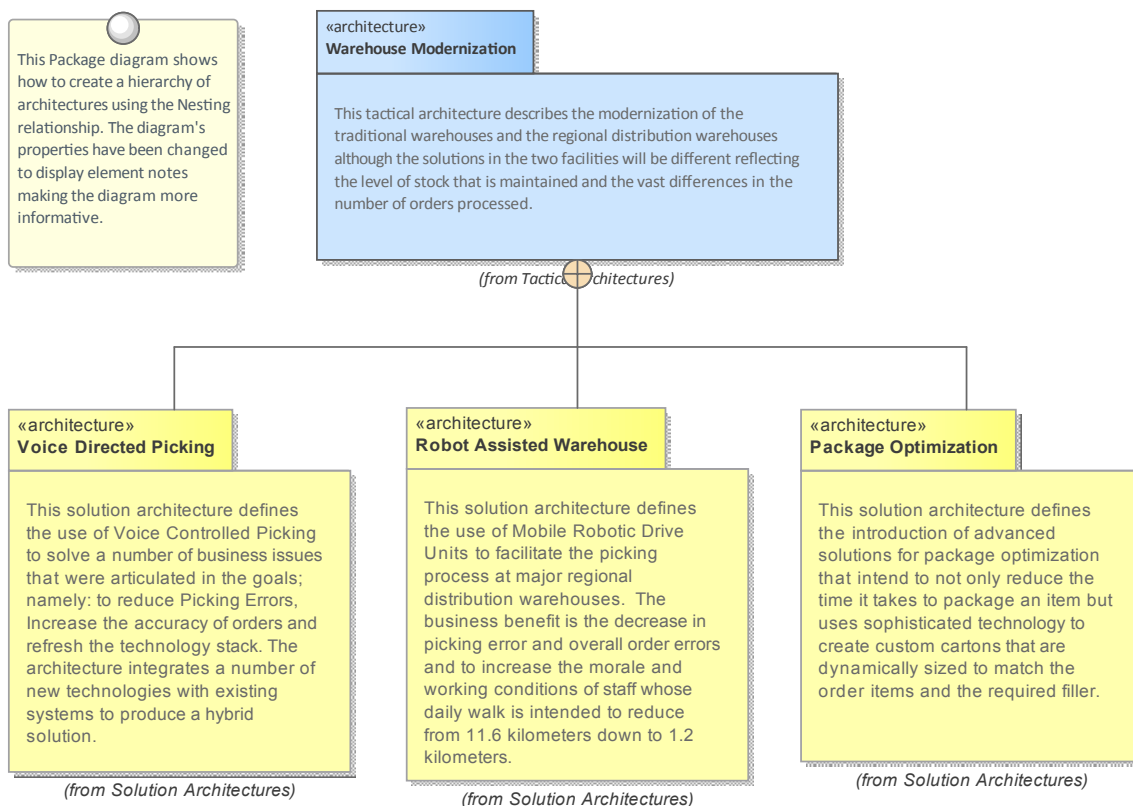 This Package diagram shows
how to create a hierarchy of
architectures using the Nesting
relationship. The diagram's
properties have been changed
to display element notes
making the diagram more
informative.
«architecture»
Warehouse Modernization
This tactical architecture describes the modernization of the
traditional warehouses and the regional distribution warehouses
although the solutions in the two facilities will be different reflecting
the level of stock that is maintained and the vast differences in the
number of orders processed.
(from Tactical Architectures)
«architecture»
Voice Directed Picking
This solution architecture defines
the use of Voice Controlled Picking
to solve a number of business issues
that were articulated in the goals;
namely: to reduce Picking Errors,
Increase the accuracy of orders and
refresh the technology stack. The
architecture integrates a number of
new technologies with existing
systems to produce a hybrid
solution.
(from Solution Architectures)
«architecture»
Robot Assisted Warehouse
This solution architecture defines
the use of Mobile Robotic Drive
Units to facilitate the picking
process at major regional
distribution warehouses. The
business benefit is the decrease in
picking error and overall order errors
and to increase the morale and
working conditions of staff whose
daily walk is intended to reduce
from 11.6 kilometers down to 1.2
kilometers.
(from Solution Architectures)
«architecture»
Package Optimization
This solution architecture defines
the introduction of advanced
solutions for package optimization
that intend to not only reduce the
time it takes to package an item but
uses sophisticated technology to
create custom cartons that are
dynamically sized to match the
order items and the required filler.
(from Solution Architectures)